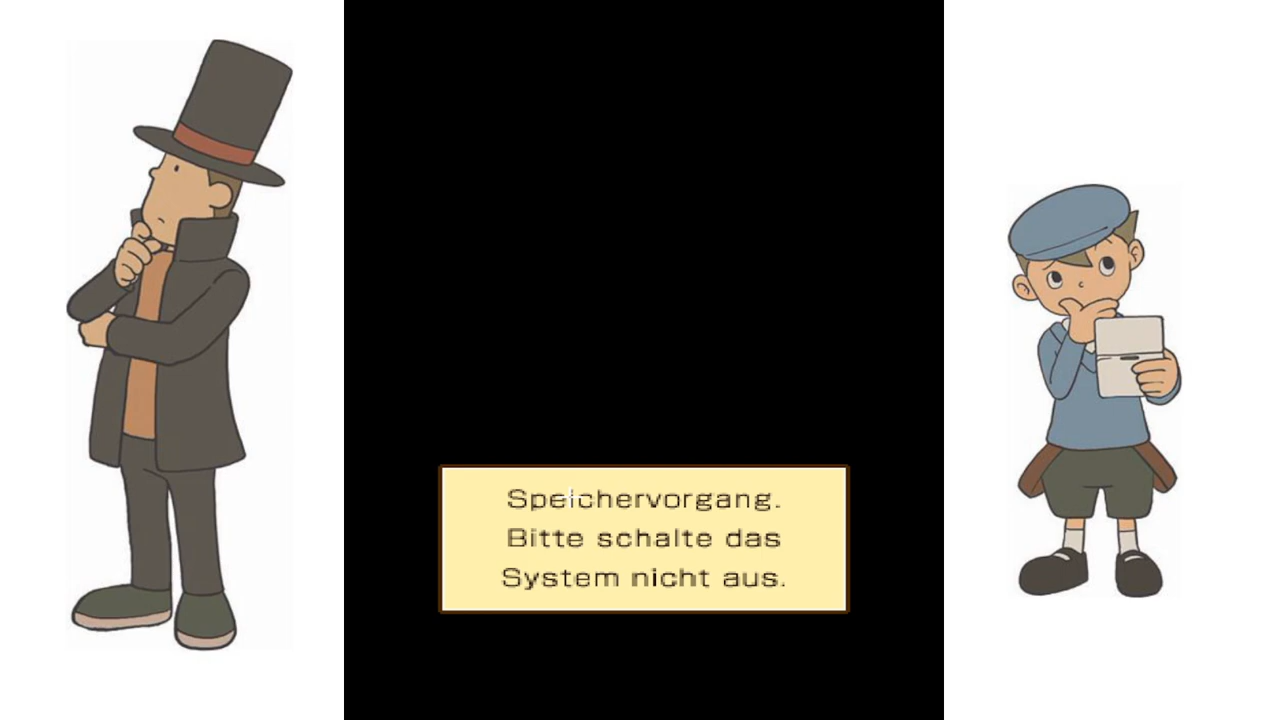 Speichervorgang.
Bitte schalte das
System nicht aus.